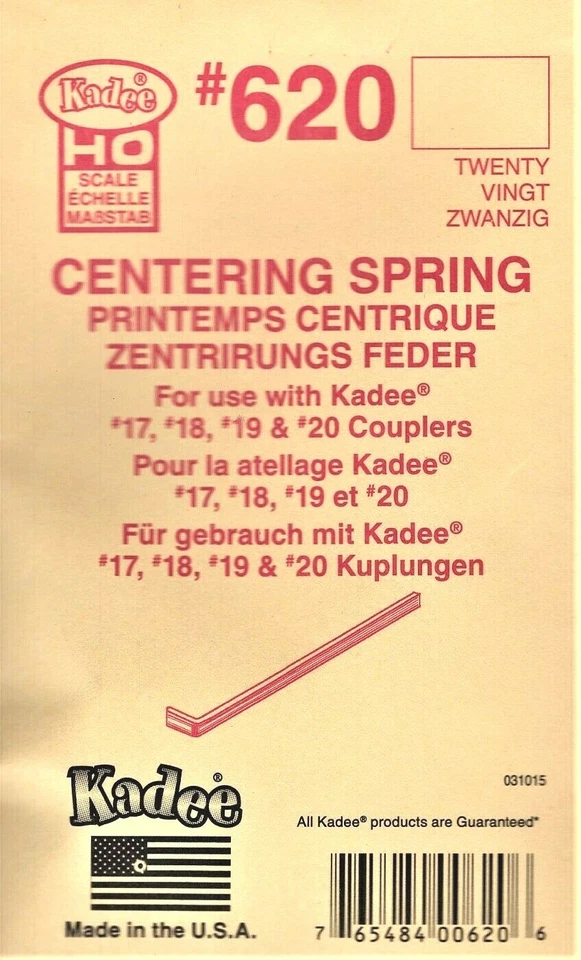 Kadee®
HO
SCALE
ÉCHELLE
MAßSTAB
#620
TWENTY
VINGT
ZWANZIG
CENTERING SPRING
PRINTEMPS CENTRIQUE
ZENTRIRUNGS FEDER
For use with Kadee®
#17, #18, #19 & #20 Couplers
Pour la atellage Kadee®
#17, #18, #19 et #20
Für gebrauch mit Kadee®
#17, #18, #19 & #20 Kuplungen
Kadee®
Made in the U.S.A.
031015
All Kadee® products are Guaranteed*
7 65484 00620 6